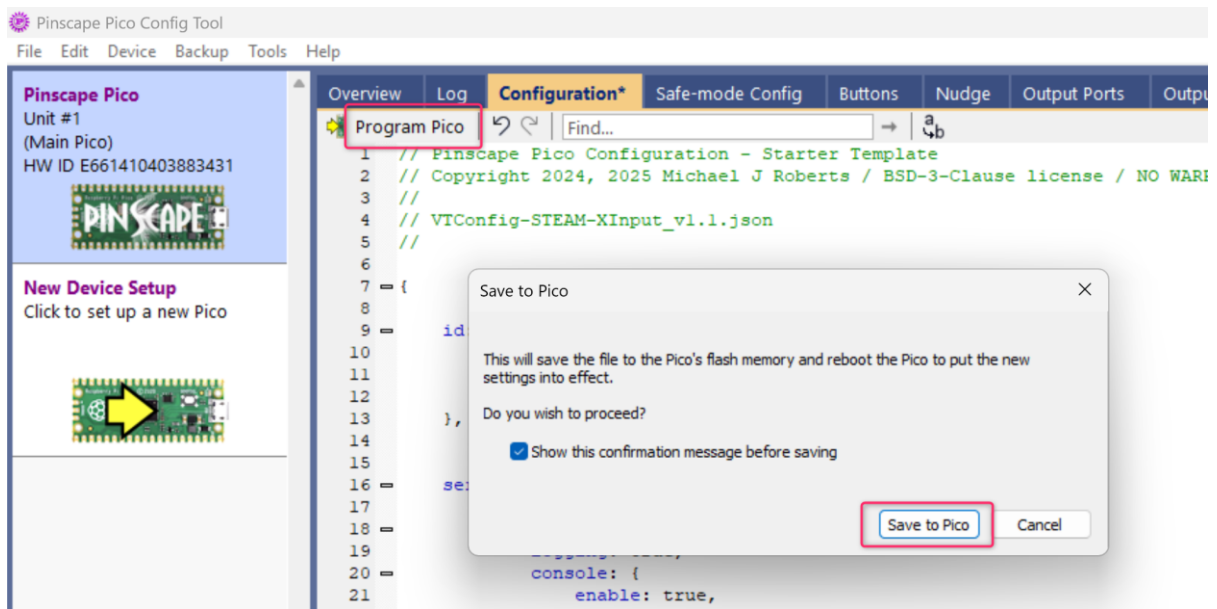 Pinscape Pico Config Tool
File Edit Device Backup Tools Help
Pinscape Pico
Unit #1
(Main Pico)
HW ID E661410403883431
PINSCAPE
New Device Setup
Click to set up a new Pico
Overview Log Configuration* Safe-mode Config Buttons Nudge Output Ports Outpu
Program Pico Find... a b
1 // Pinscape Pico Configuration - Starter Template
2 // Copyright 2024, 2025 Michael J Roberts / BSD-3-Clause license / NO WARR
3 //
4 // VTConfig-STEAM-XInput_v1.1.json
5 //
6
7 {
8
9 id
10
11
12
13 },
14
15
16 se
17
18
19
20 console: {
21 enable: true,
Save to Pico
This will save the file to the Pico's flash memory and reboot the Pico to put the new
settings into effect.
Do you wish to proceed?
Show this confirmation message before saving
Save to Pico Cancel